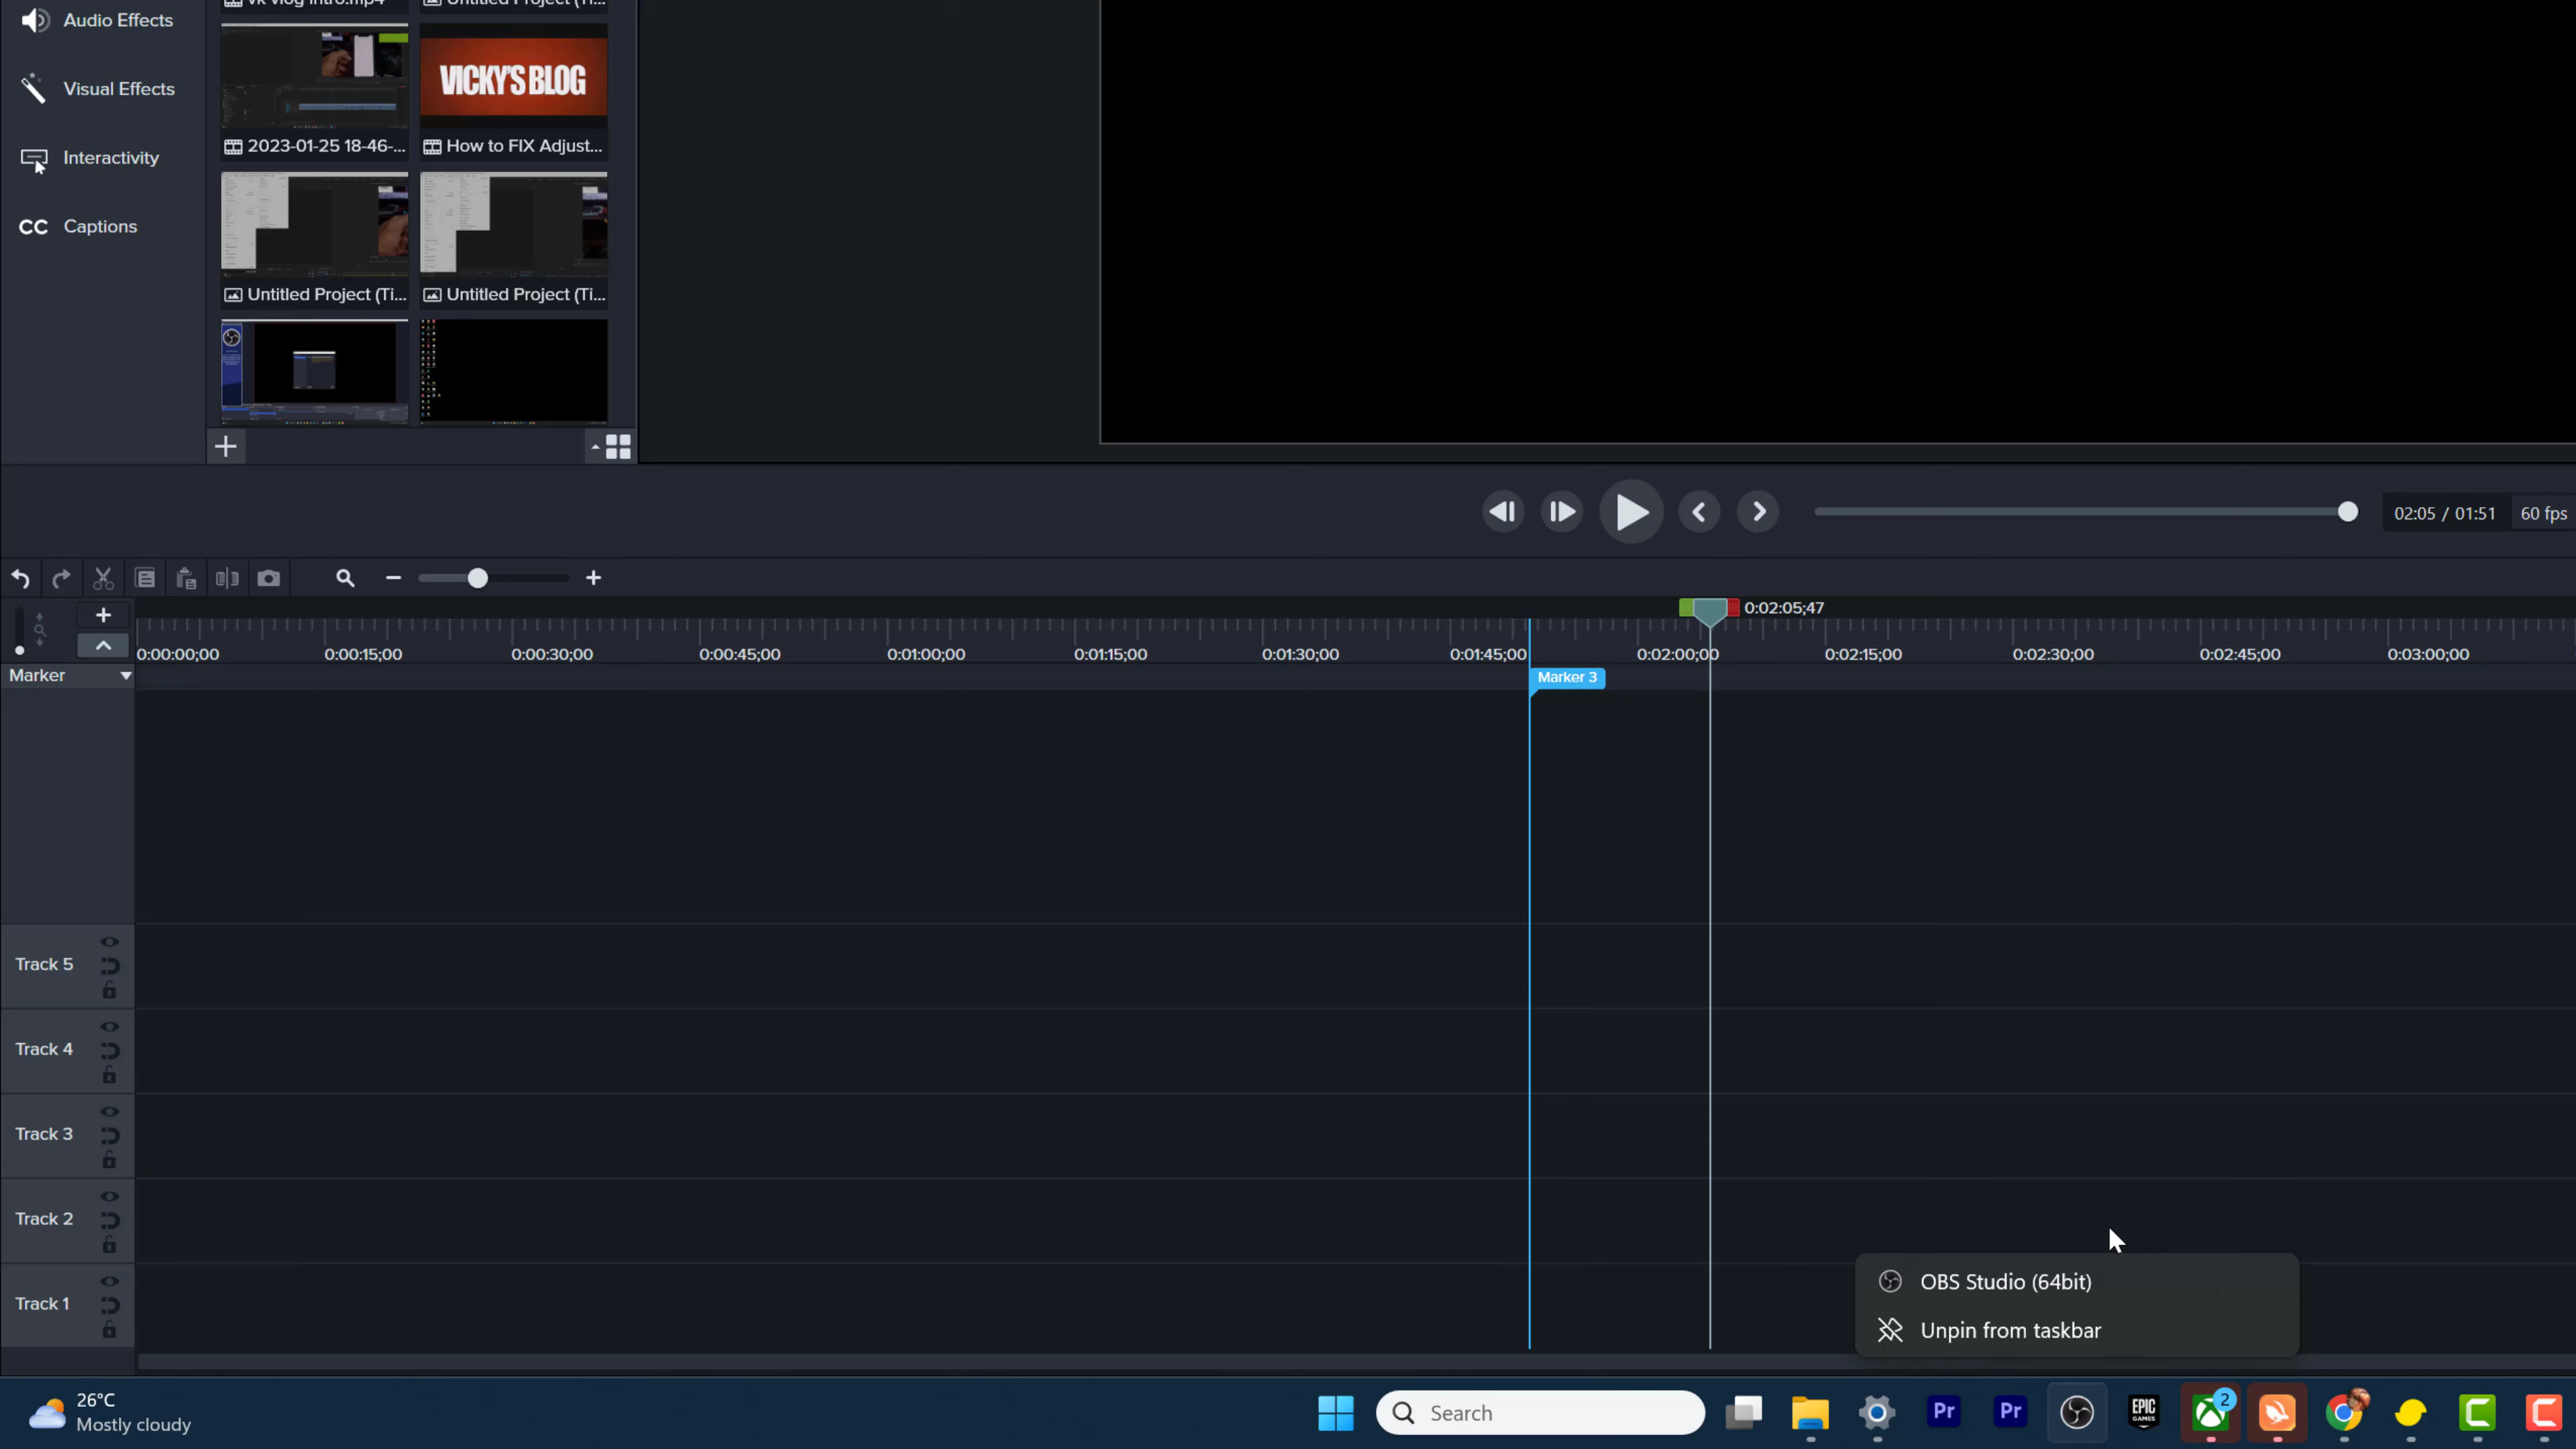 Audio Effects
Visual Effects
Interactivity
CC Captions
VICKY'S BLOG
2023-01-25 18-46-...
How to FIX Adjust...
Untitled Project (Ti...
Untitled Project (Ti...
02:05 / 01:51
60 fps
0:02:05;47
0:00:00;00
0:00:15;00
0:00:30;00
0:00:45;00
0:01:00;00
0:01:15;00
0:01:30;00
0:01:45;00
0:02:00;00
0:02:15;00
0:02:30;00
0:02:45;00
0:03:00;00
Marker
Marker 3
Track 5
Track 4
Track 3
Track 2
Track 1
OBS Studio (64bit)
Unpin from taskbar
26°C
Mostly cloudy
Search
Pr
Pr
EPIC
GAMES
2